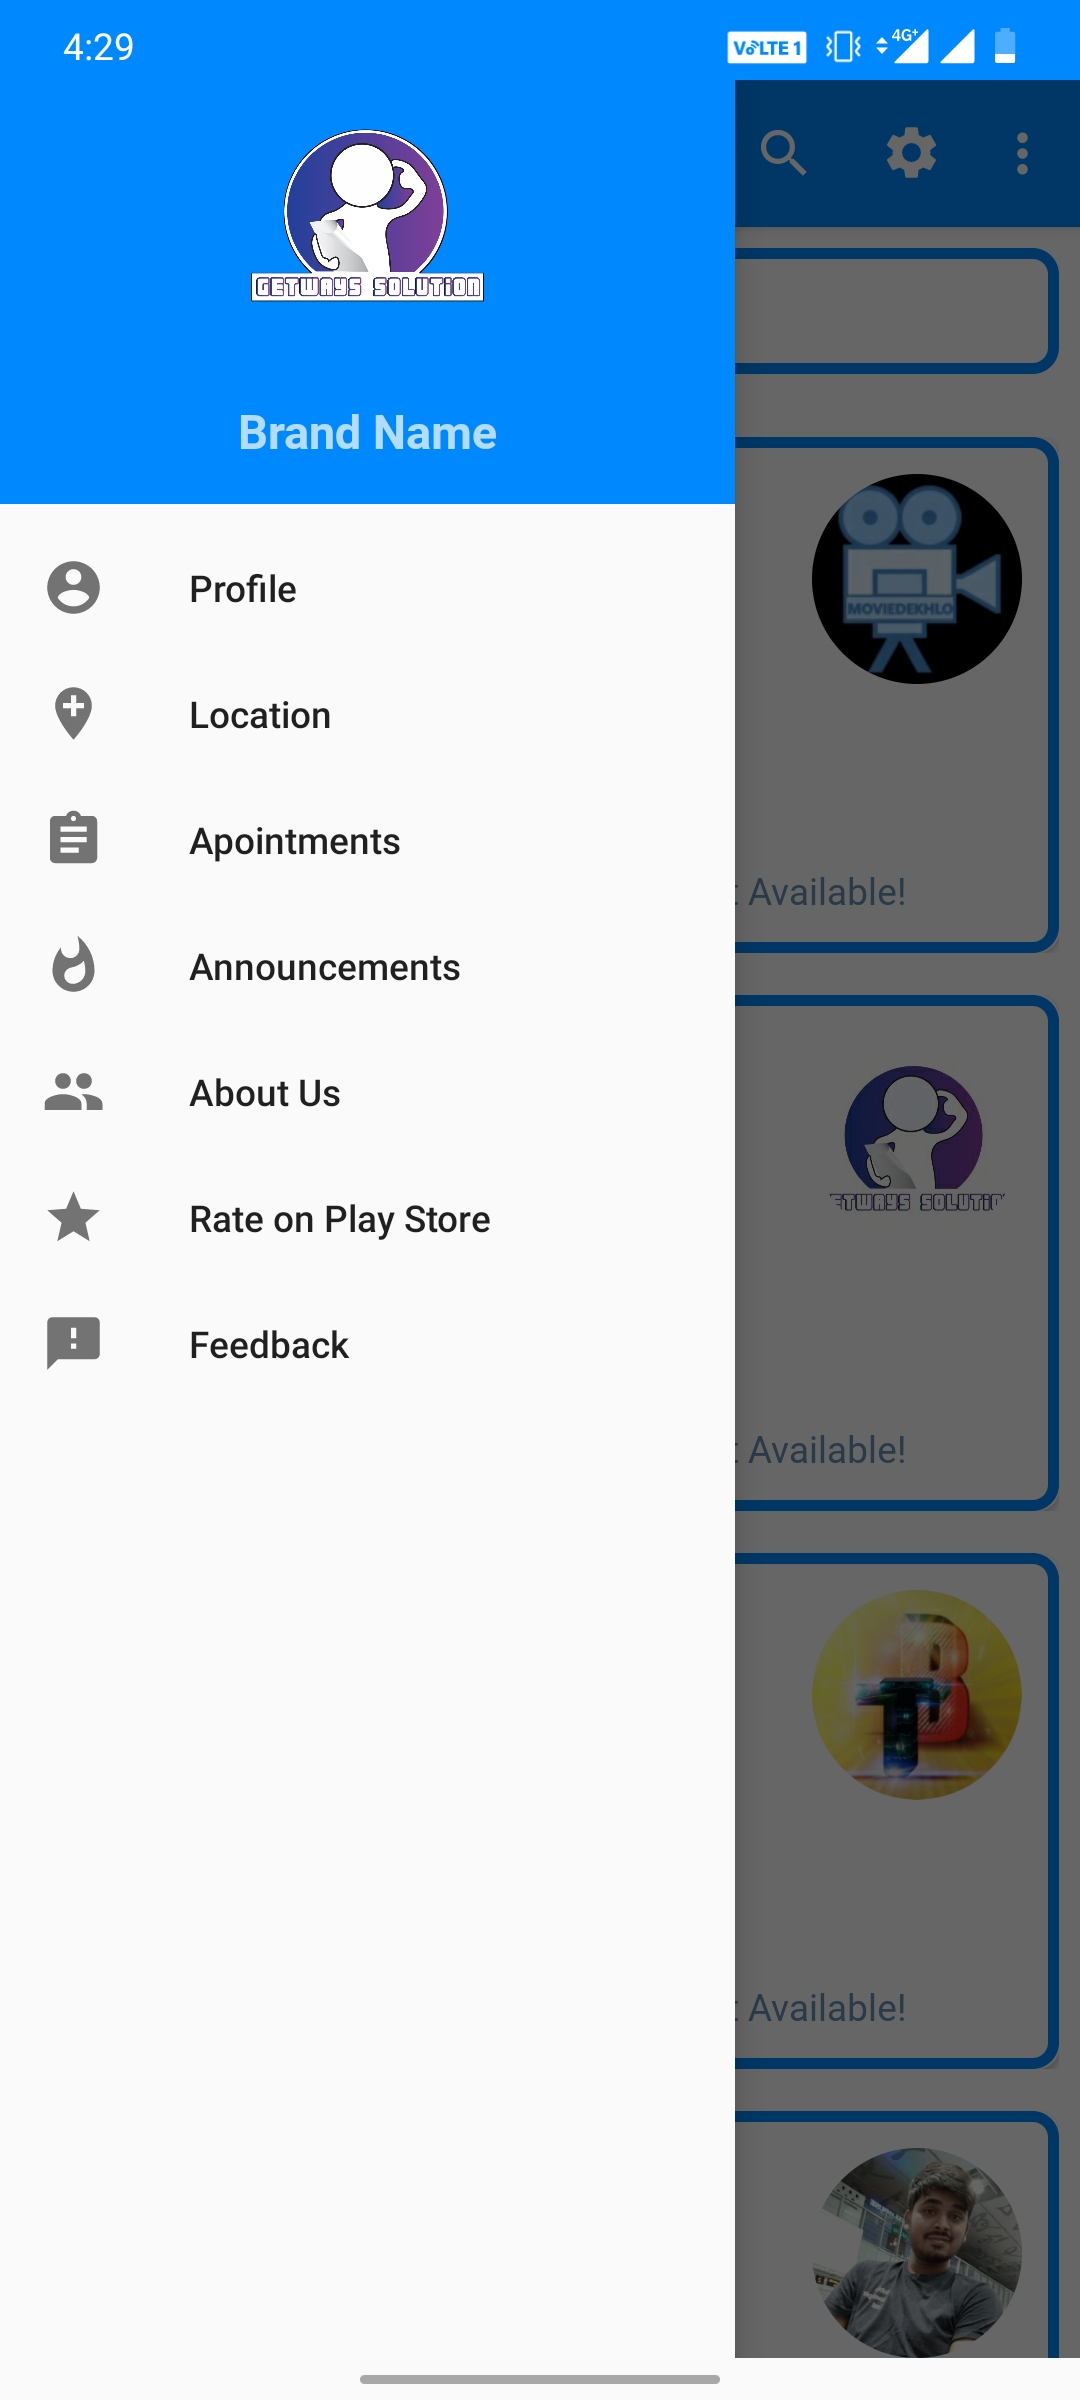 4:29
VoLTE 1
4G+
GETWAYS SOLUTION
Brand Name
Profile
Location
Apointments
Announcements
About Us
Rate on Play Store
Feedback
MOVIEDEKHLO
Available!
ETWAYS SOLUTIO
Available!
B
T
Available!